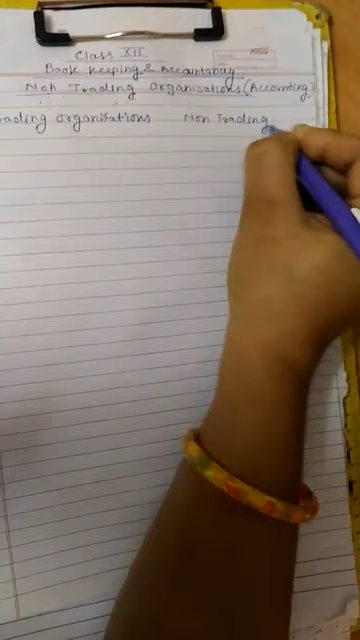 Class XII
Book Keeping & Accountancy
Non Trading Organisations (Accounting)
rading Organisations Non Trading